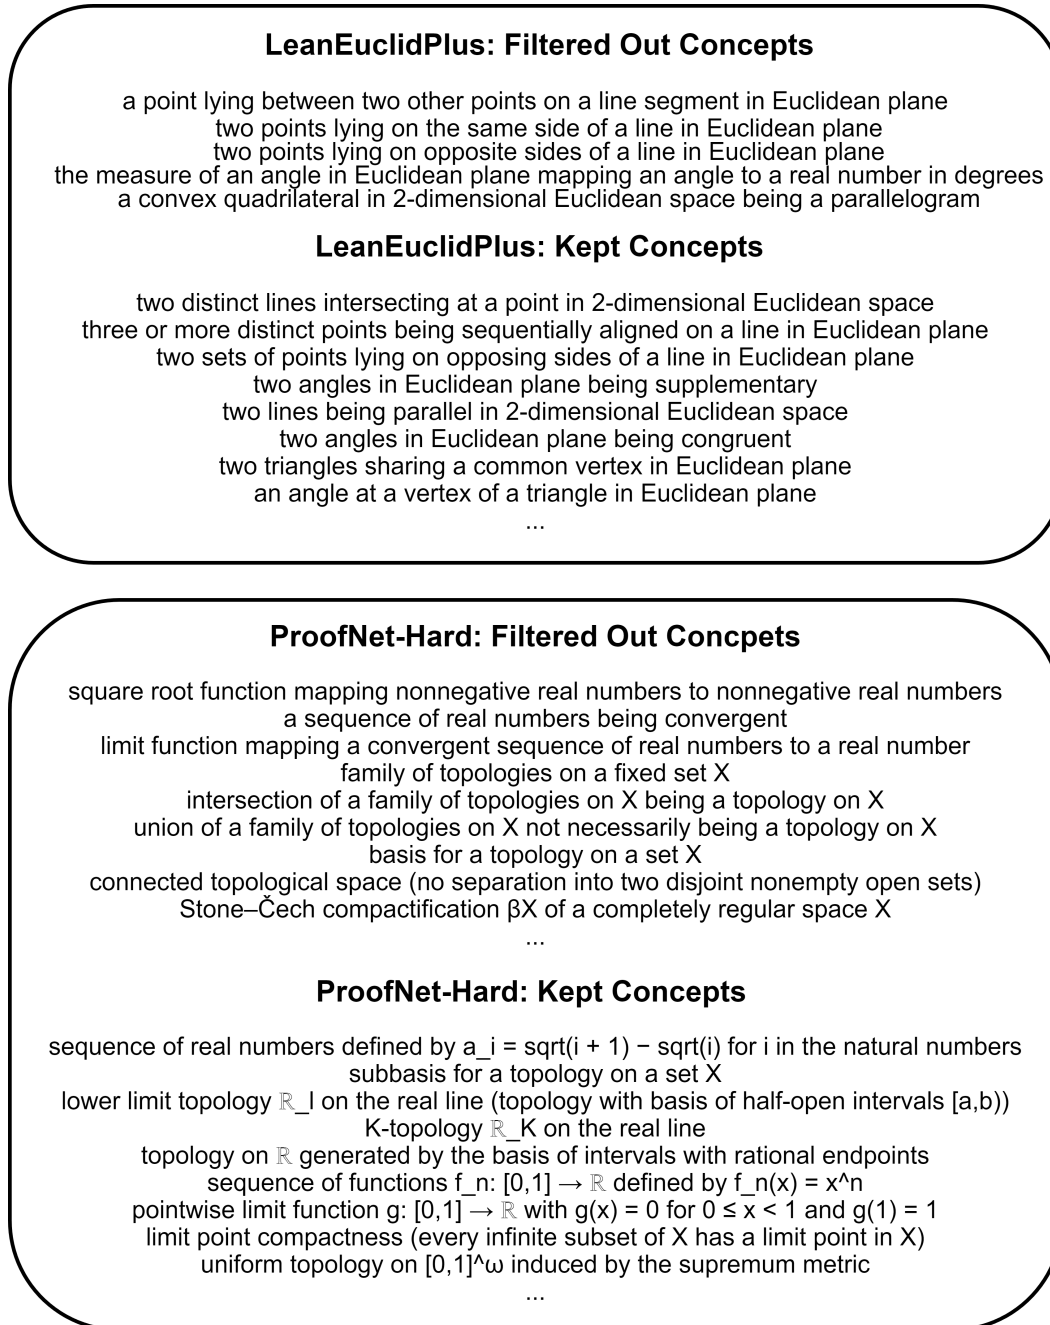 LeanEuclidPlus: Filtered Out Concepts
a point lying between two other points on a line segment in Euclidean plane
two points lying on the same side of a line in Euclidean plane
two points lying on opposite sides of a line in Euclidean plane
the measure of an angle in Euclidean plane mapping an angle to a real number in degrees
a convex quadrilateral in 2-dimensional Euclidean space being a parallelogram
LeanEuclidPlus: Kept Concepts
two distinct lines intersecting at a point in 2-dimensional Euclidean space
three or more distinct points being sequentially aligned on a line in Euclidean plane
two sets of points lying on opposing sides of a line in Euclidean plane
two angles in Euclidean plane being supplementary
two lines being parallel in 2-dimensional Euclidean space
two angles in Euclidean plane being congruent
two triangles sharing a common vertex in Euclidean plane
an angle at a vertex of a triangle in Euclidean plane
...
ProofNet-Hard: Filtered Out Concpets
square root function mapping nonnegative real numbers to nonnegative real numbers
a sequence of real numbers being convergent
limit function mapping a convergent sequence of real numbers to a real number
family of topologies on a fixed set X
intersection of a family of topologies on X being a topology on X
union of a family of topologies on X not necessarily being a topology on X
basis for a topology on a set X
connected topological space (no separation into two disjoint nonempty open sets)
Stone–Čech compactification βX of a completely regular space X
...
ProofNet-Hard: Kept Concepts
sequence of real numbers defined by a_i = sqrt(i + 1) − sqrt(i) for i in the natural numbers
subbasis for a topology on a set X
lower limit topology ℝ_l on the real line (topology with basis of half-open intervals [a,b))
K-topology ℝ_K on the real line
topology on ℝ generated by the basis of intervals with rational endpoints
sequence of functions f_n: [0,1] → ℝ defined by f_n(x) = x^n
pointwise limit function g: [0,1] → ℝ with g(x) = 0 for 0 ≤ x < 1 and g(1) = 1
limit point compactness (every infinite subset of X has a limit point in X)
uniform topology on [0,1]^ω induced by the supremum metric
...